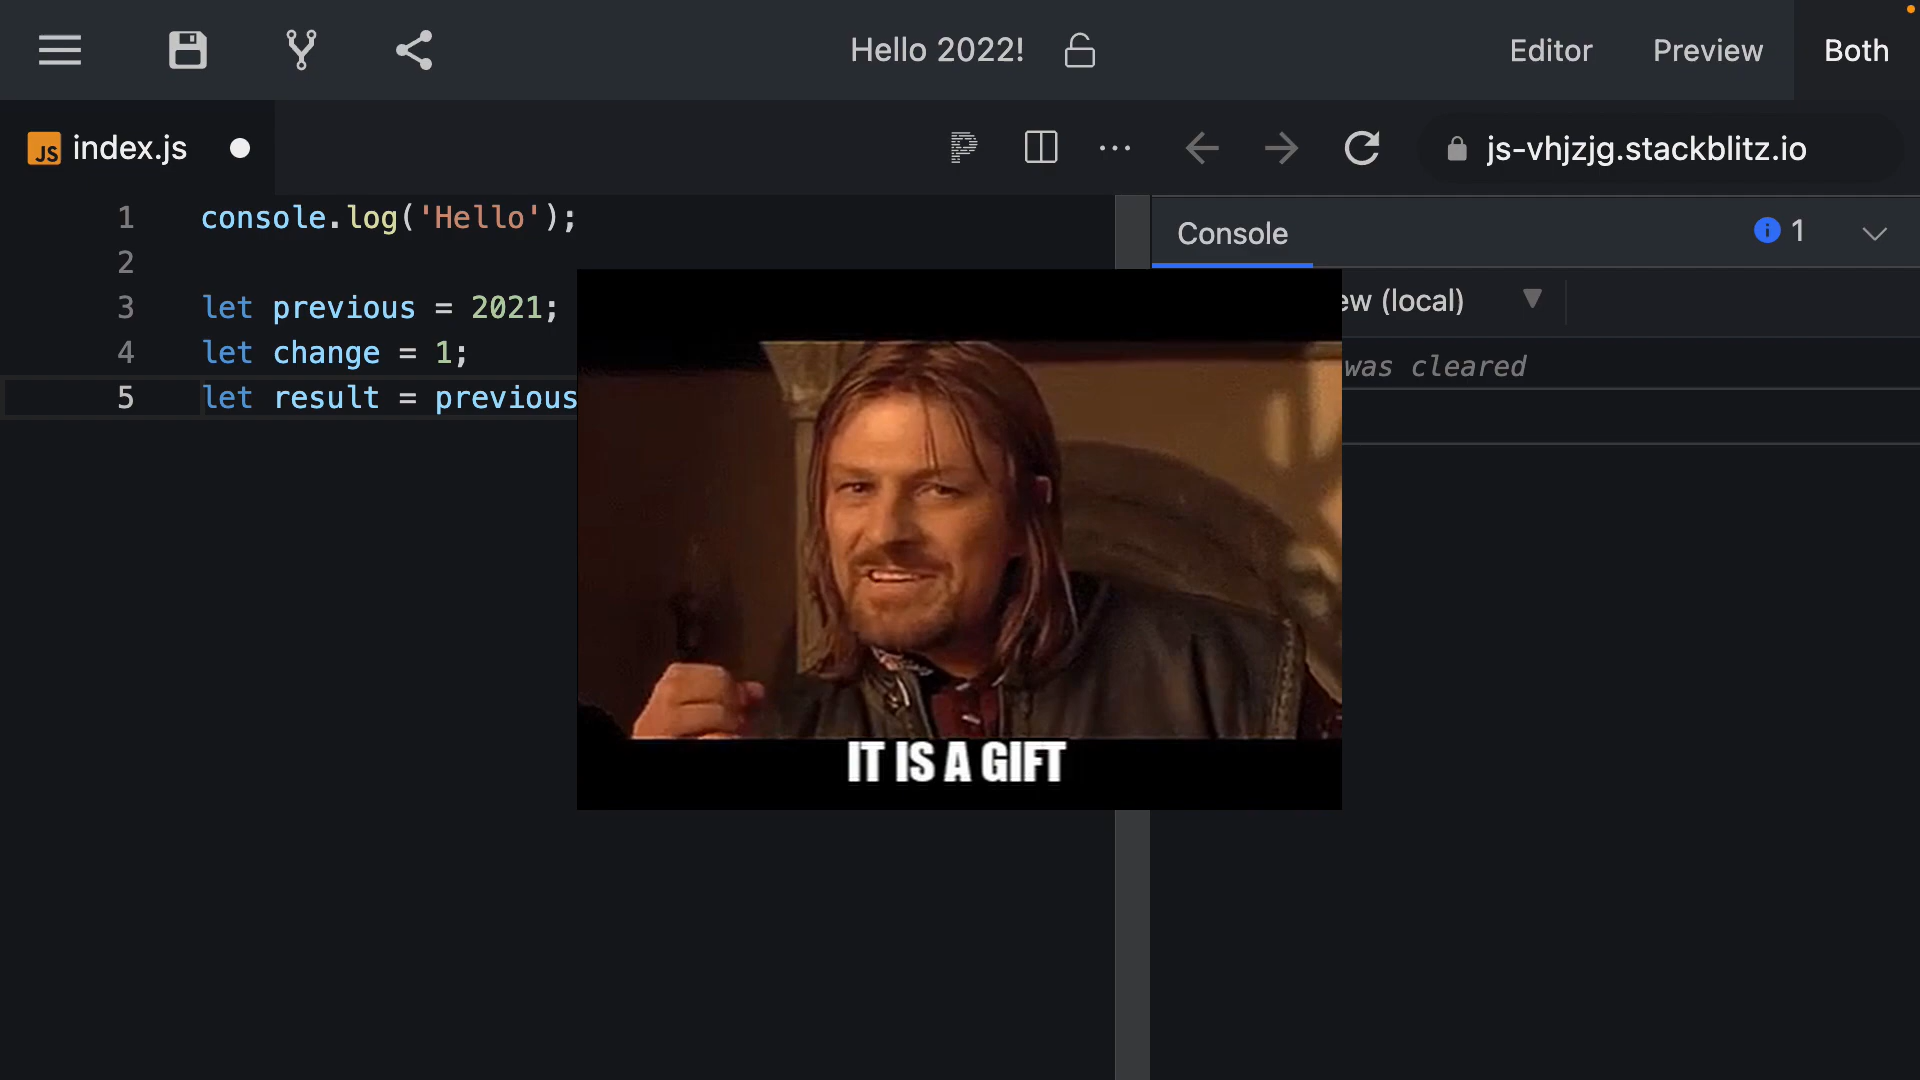 Hello 2022!
Editor Preview Both
JS index.js
js-vhjzjg.stackblitz.io
1 console.log('Hello');
2
3 let previous = 2021;
4 let change = 1;
5 let result = previous
Console 1
ew (local)
was cleared
IT IS A GIFT